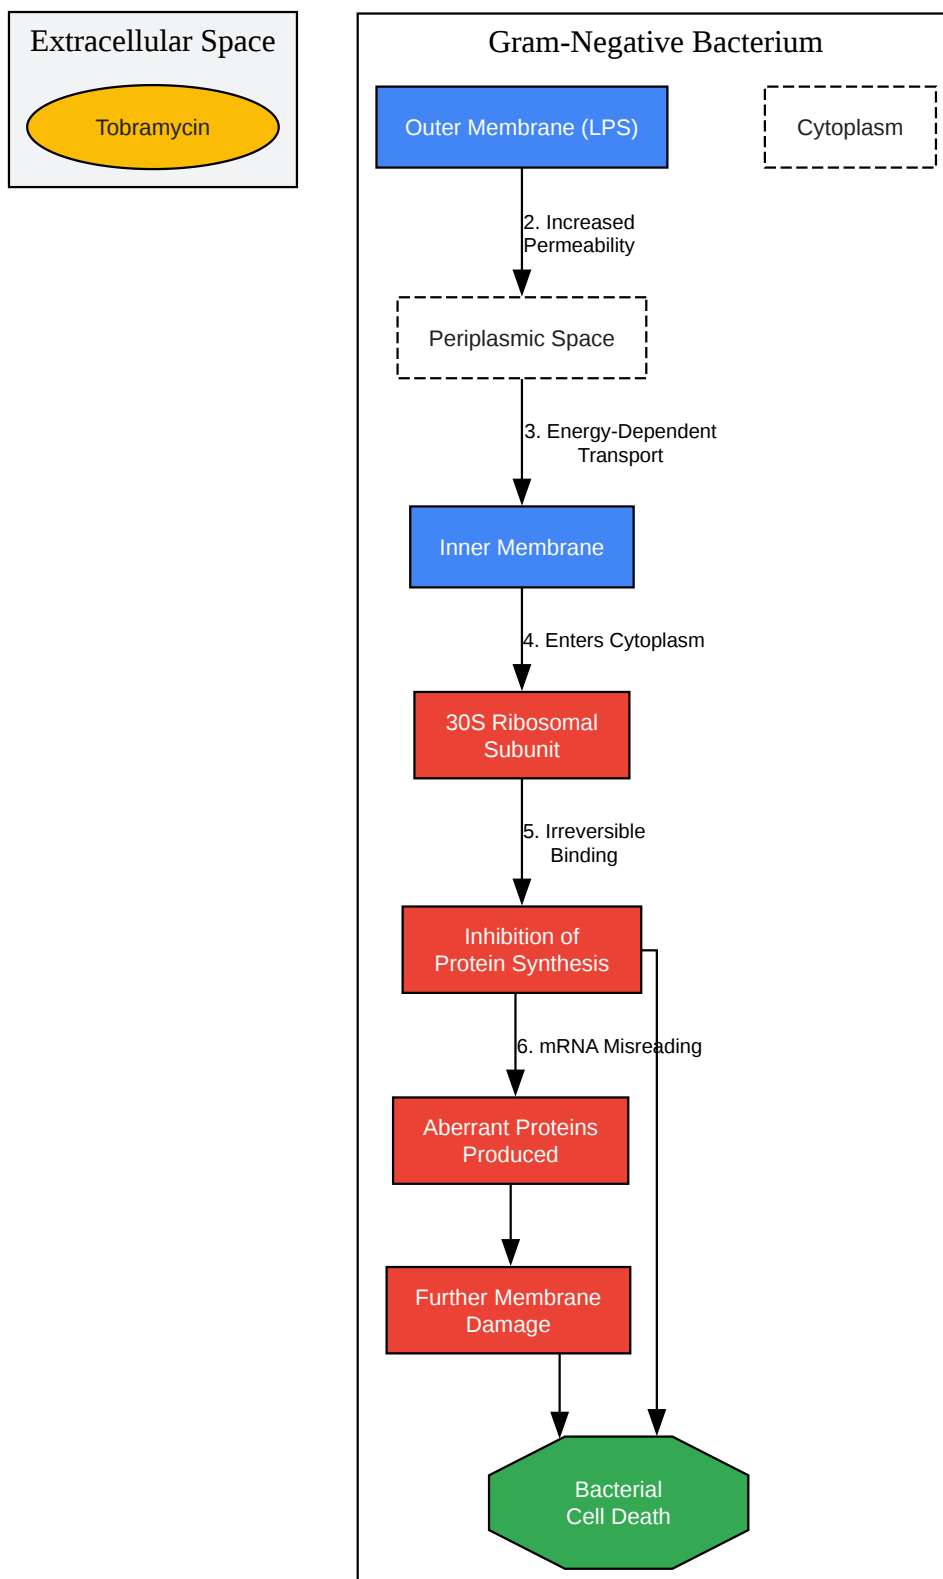 Extracellular Space
Tobramycin
Gram-Negative Bacterium
Outer Membrane (LPS)
Cytoplasm
2. Increased
Permeability
Periplasmic Space
3. Energy-Dependent
Transport
Inner Membrane
4. Enters Cytoplasm
30S Ribosomal
Subunit
5. Irreversible
Binding
Inhibition of
Protein Synthesis
6. mRNA Misreading
Aberrant Proteins
Produced
Further Membrane
Damage
Bacterial
Cell Death